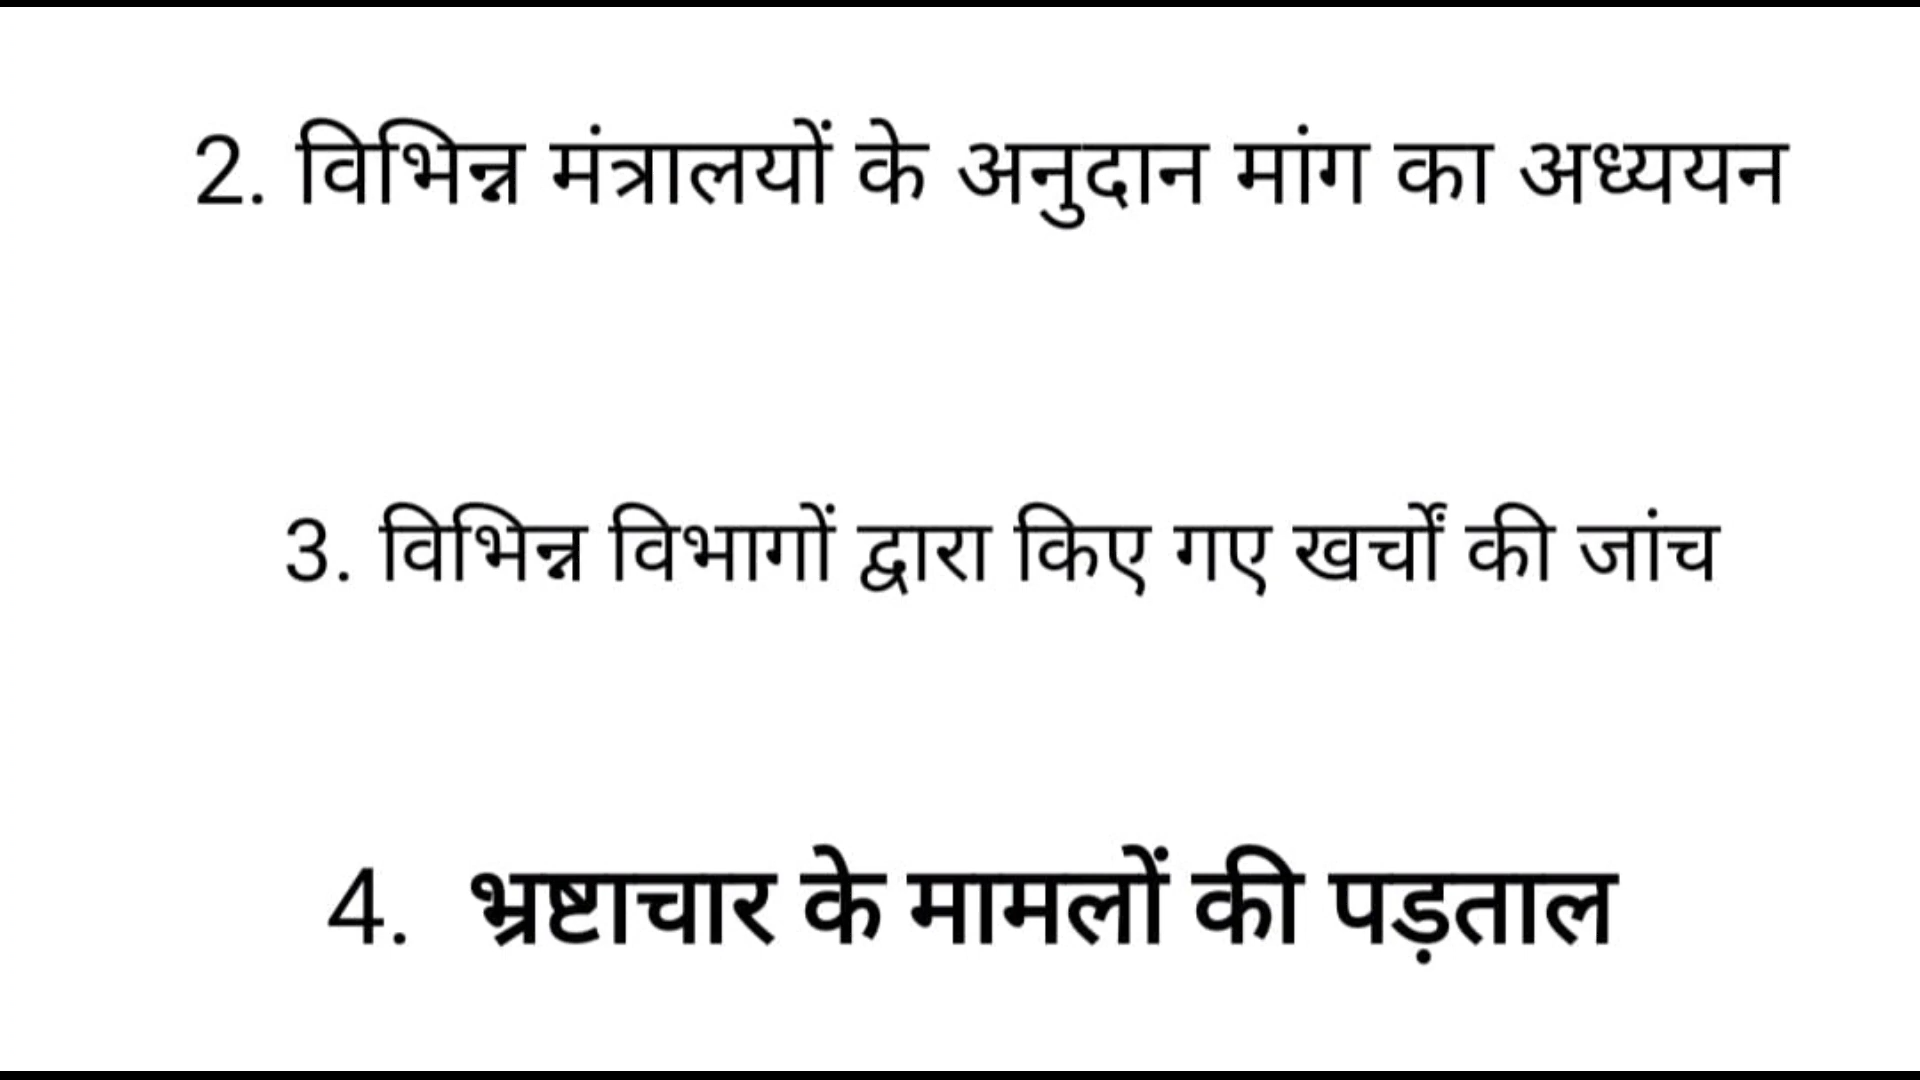 2. विभिन्न मंत्रालयों के अनुदान मांग का अध्ययन
3. विभिन्न विभागों द्वारा किए गए खर्चों की जांच
4. भ्रष्टाचार के मामलों की पड़ताल